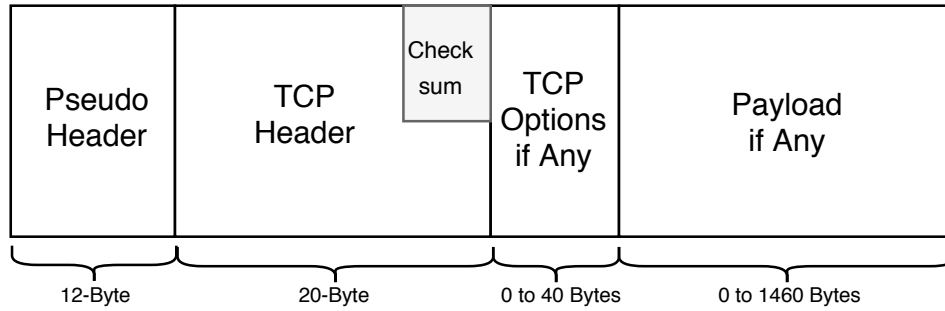 Pseudo
Header
TCP
Header
Check
sum
TCP
Options
if Any
Payload
if Any
12-Byte
20-Byte
0 to 40 Bytes
0 to 1460 Bytes